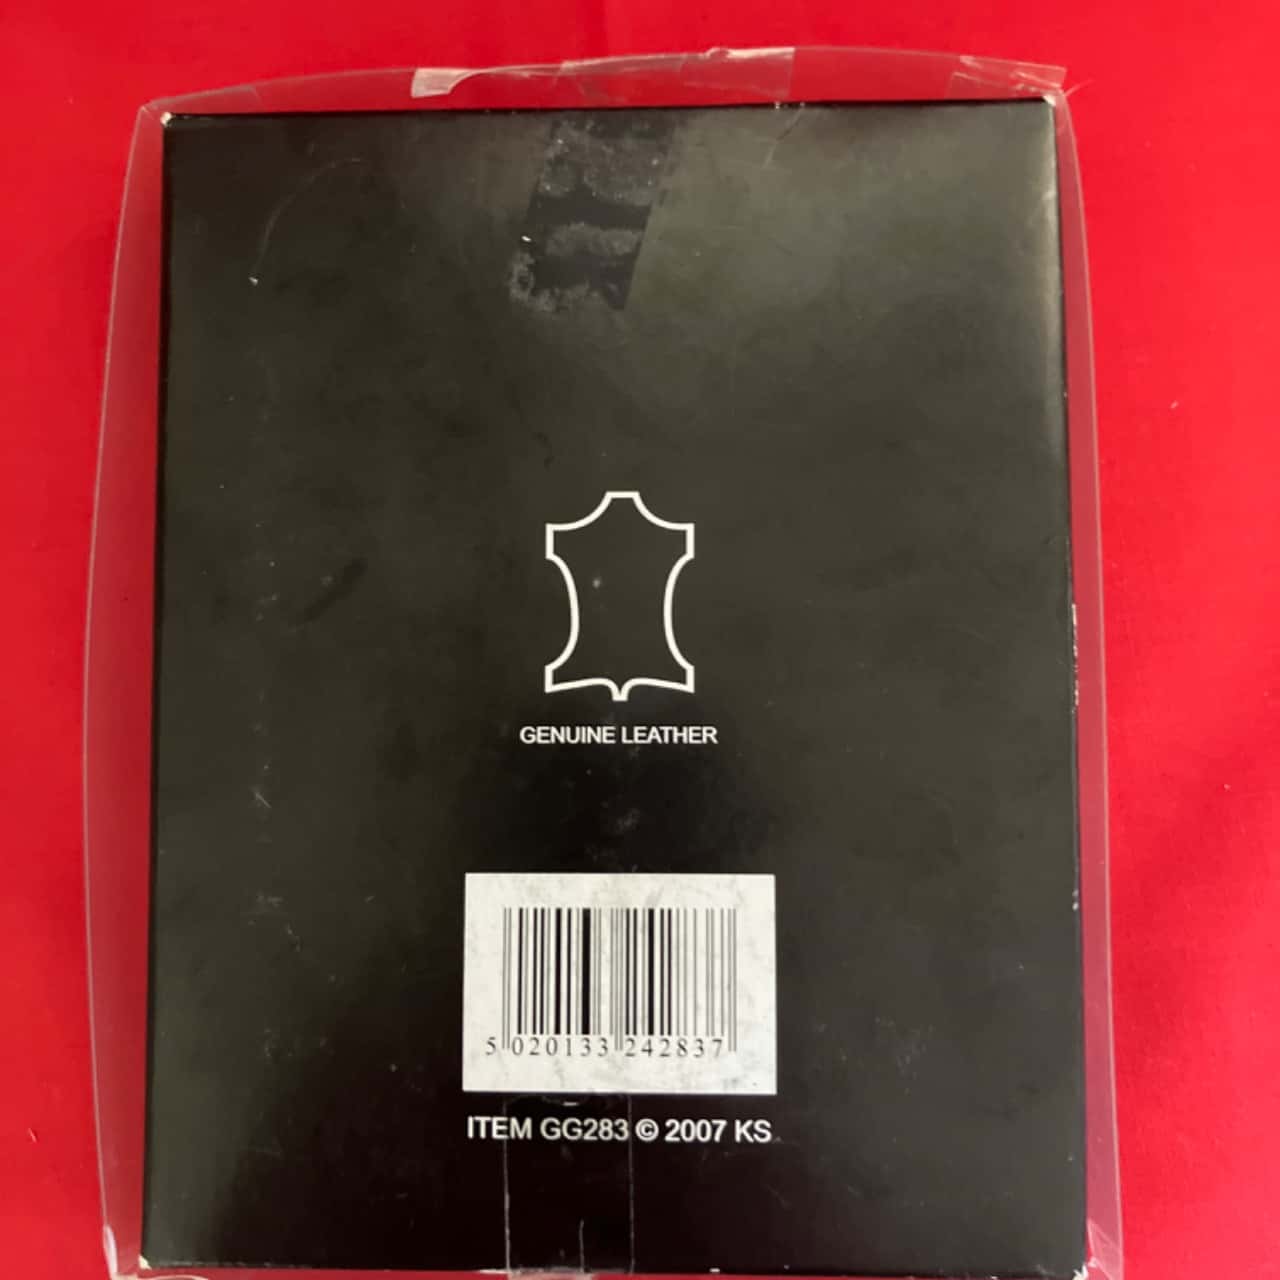 GENUINE LEATHER
5 020133 242837
ITEM GG283 © 2007 KS